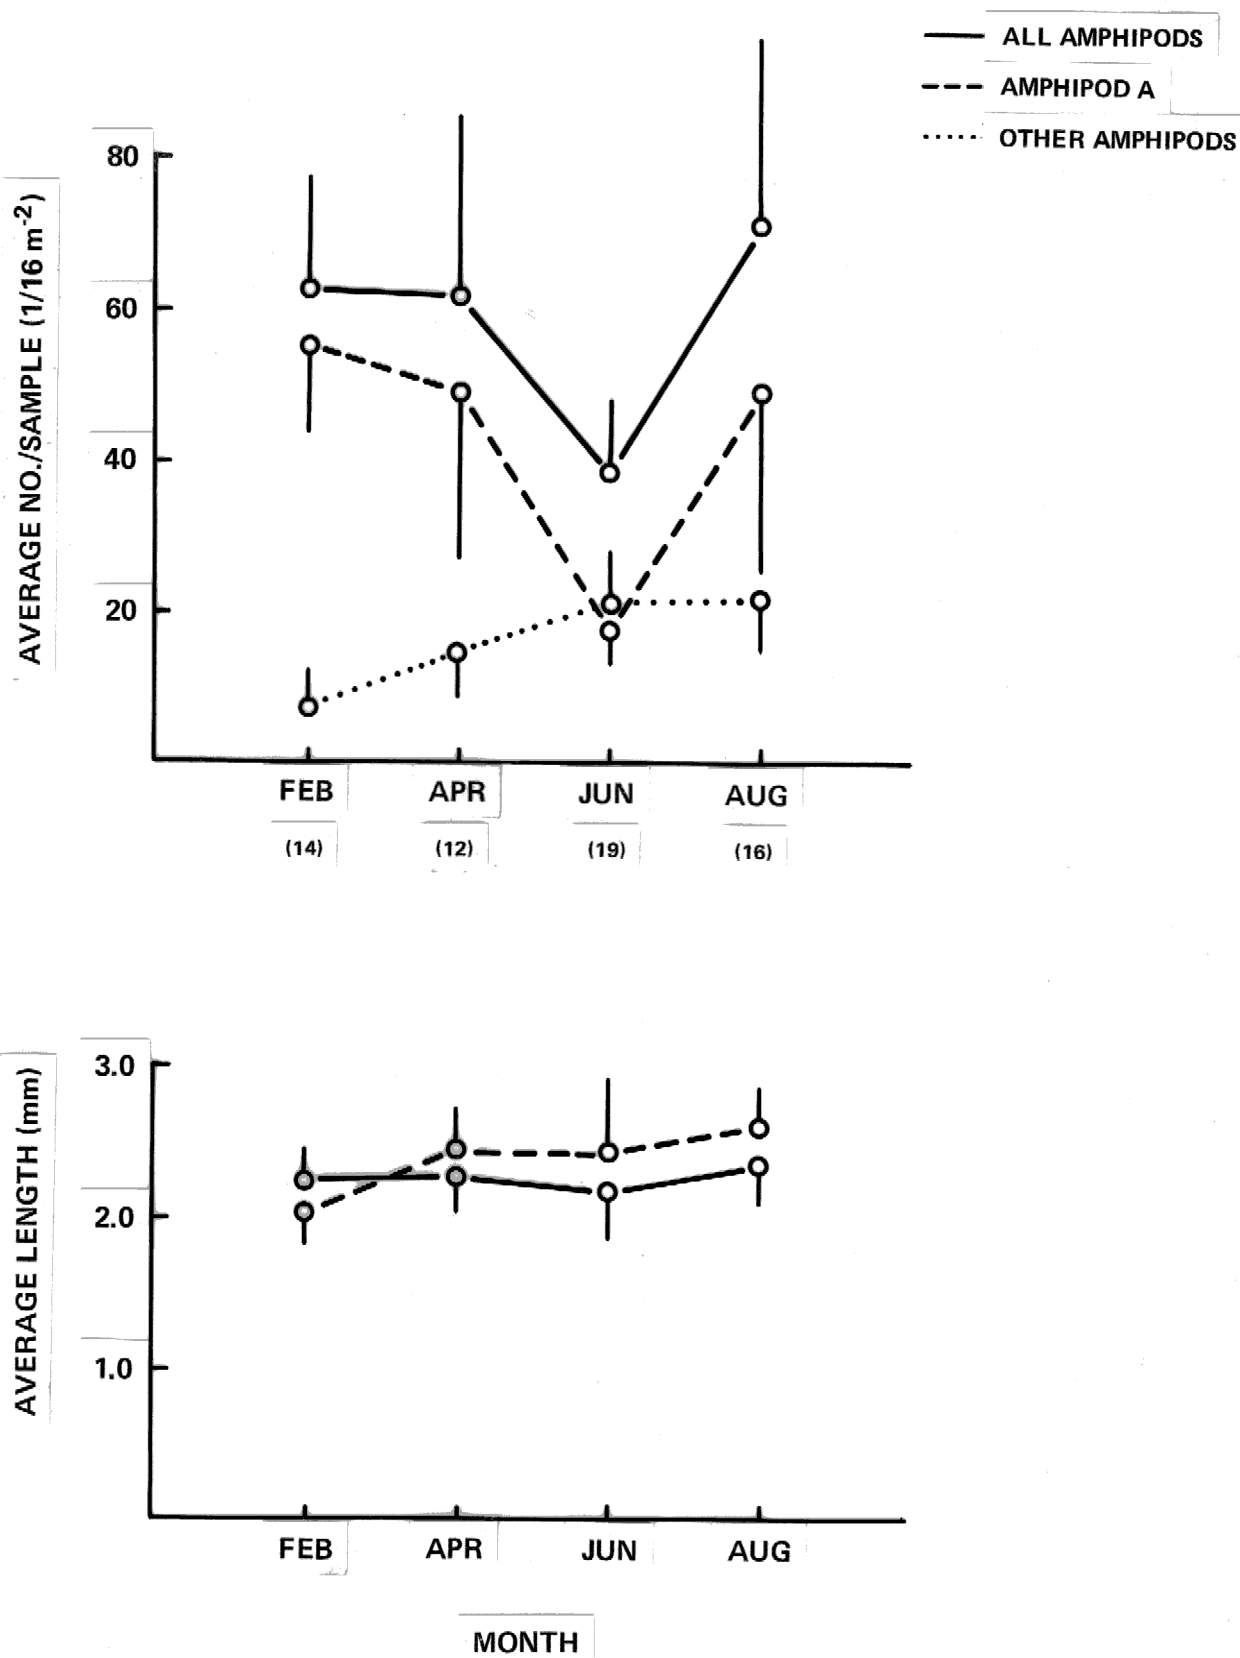 ALL AMPHIPODS
AMPHIPOD A
OTHER AMPHIPODS
AVERAGE NO./SAMPLE (1/16 m-2)
80
60
40
20
FEB APR JUN AUG
(14) (12) (19) (16)
AVERAGE LENGTH (mm)
3.0
2.0
1.0
FEB APR JUN AUG
MONTH